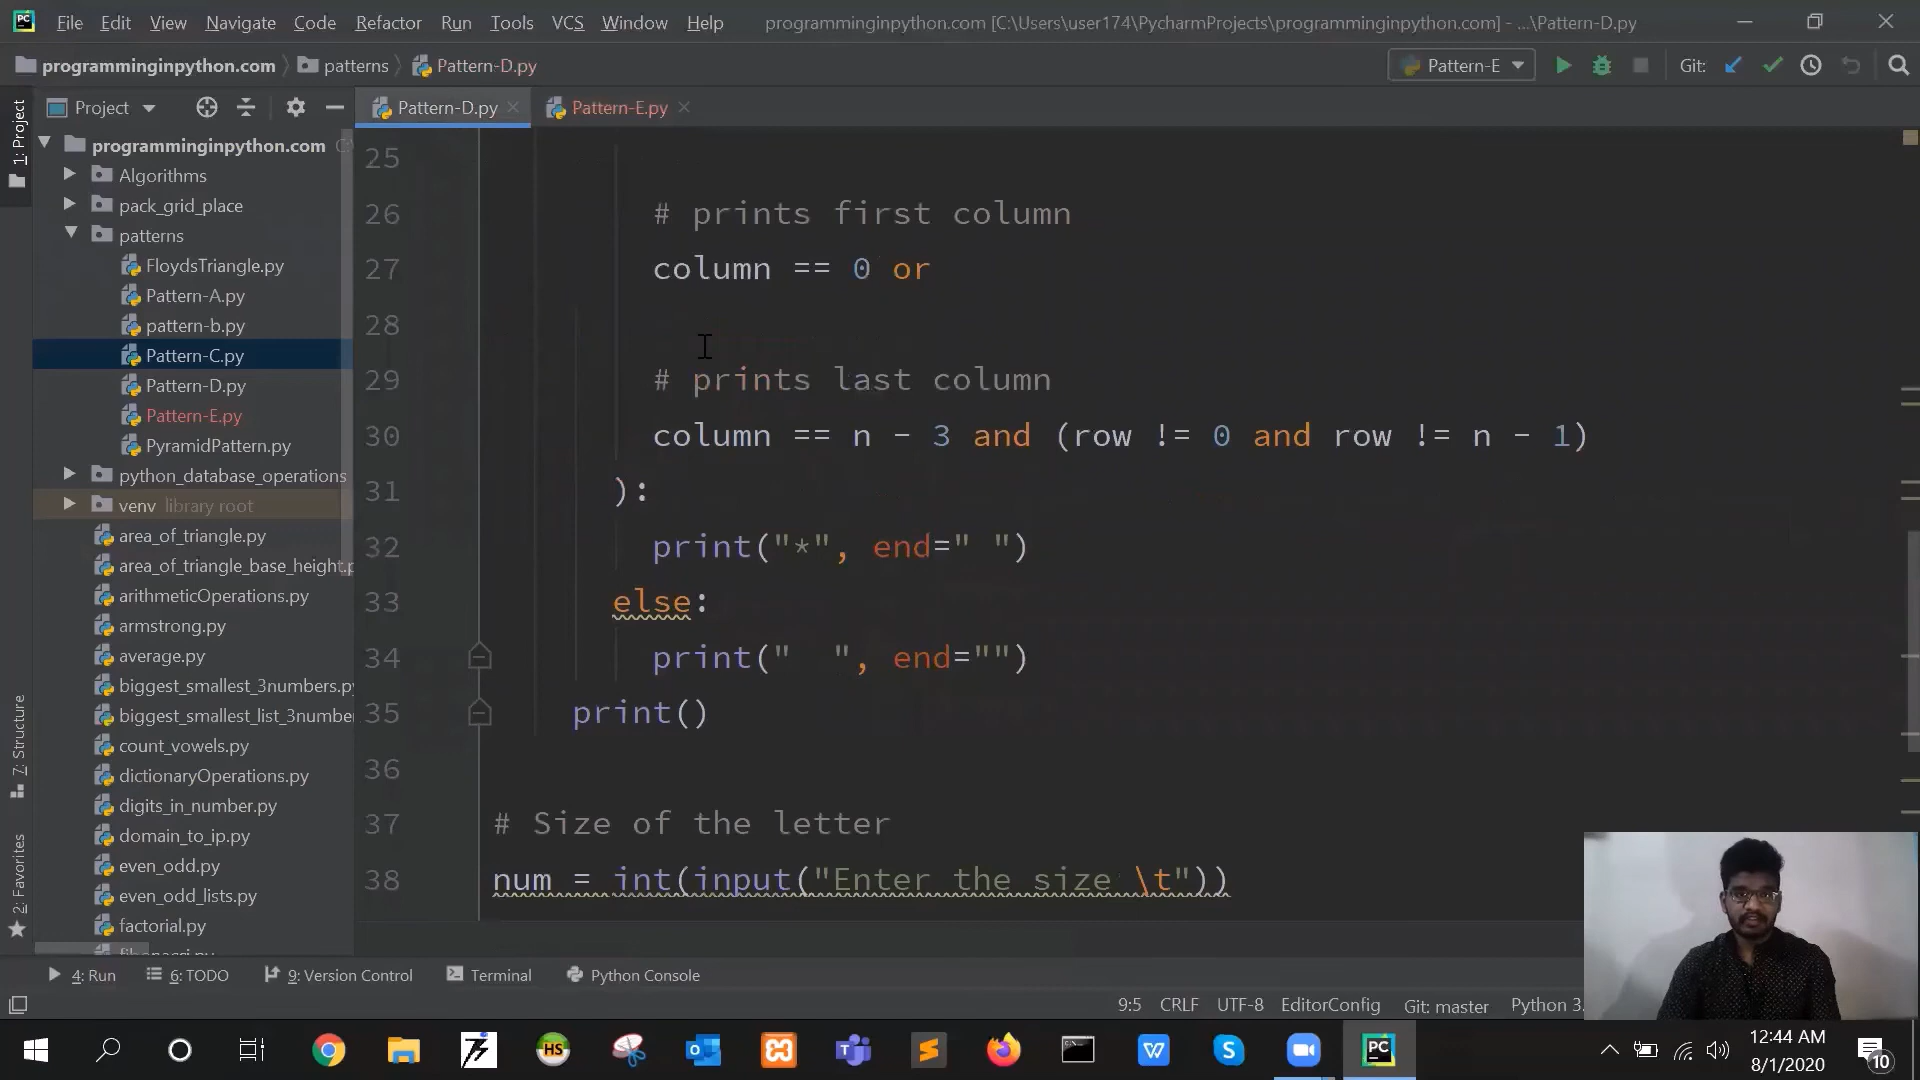 File Edit View Navigate Code Refactor Run Tools VCS Window Help programminginpython.com [C:\Users\user174\PycharmProjects\programminginpython.com] - ...\Pattern-D.py
programminginpython.com patterns Pattern-D.py Pattern-E Git:
Project
Pattern-D.py Pattern-E.py
1: Project
programminginpython.com
Algorithms
pack_grid_place
patterns
FloydsTriangle.py
Pattern-A.py
pattern-b.py
Pattern-C.py
Pattern-D.py
Pattern-E.py
PyramidPattern.py
python_database_operations
venv library root
area_of_triangle.py
area_of_triangle_base_height.p
arithmeticOperations.py
armstrong.py
average.py
biggest_smallest_3numbers.py
biggest_smallest_list_3number
count_vowels.py
dictionaryOperations.py
digits_in_number.py
domain_to_ip.py
even_odd.py
even_odd_lists.py
factorial.py
7: Structure
2: Favorites
25
26 # prints first column
27 column == 0 or
28
29 # prints last column
30 column == n - 3 and (row != 0 and row != n - 1)
31 ):
32 print("*", end=" ")
33 else:
34 print("  ", end="")
35 print()
36
37 # Size of the letter
38 num = int(input("Enter the size \t"))
4: Run 6: TODO 9: Version Control Terminal Python Console
9:5 CRLF UTF-8 EditorConfig Git: master Python 3.
12:44 AM
8/1/2020
10